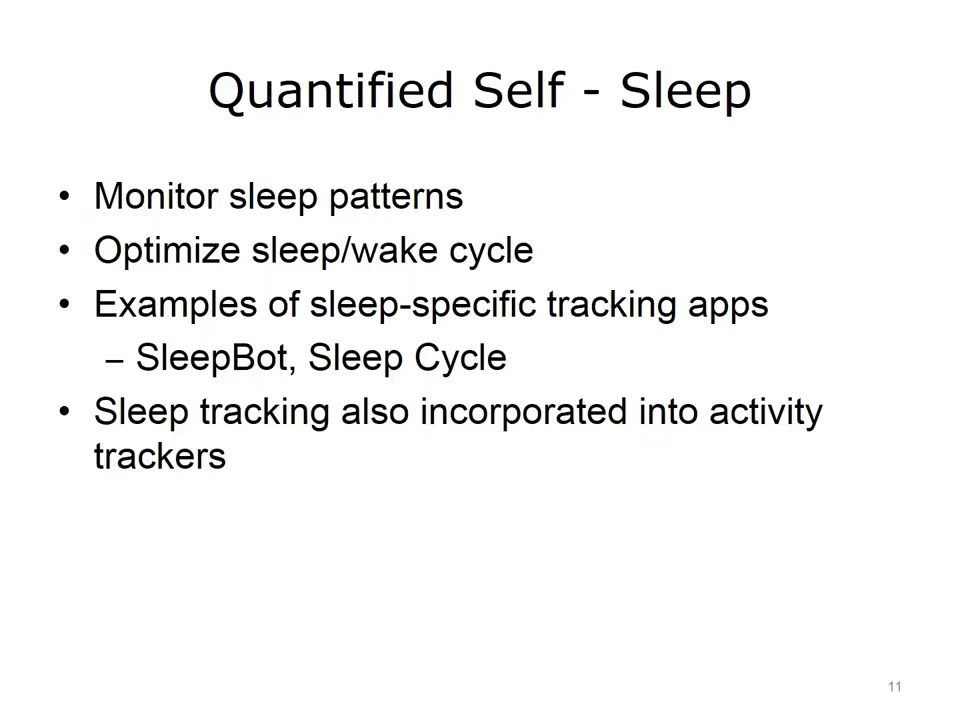 Quantified Self - Sleep
• Monitor sleep patterns
• Optimize sleep/wake cycle
• Examples of sleep-specific tracking apps
– SleepBot, Sleep Cycle
• Sleep tracking also incorporated into activity
trackers
11